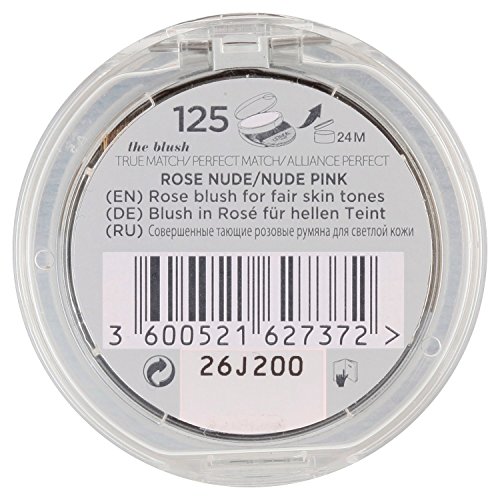 125
24M
the blush
TRUE MATCH/PERFECT MATCH/ALLIANCE PERFECT
ROSE NUDE/NUDE PINK
(EN) Rose blush for fair skin tones
(DE) Blush in Rosé für hellen Teint
(RU) Совершенные тающие розовые румяна для светлой кожи
3 600521 627372 >
26J200